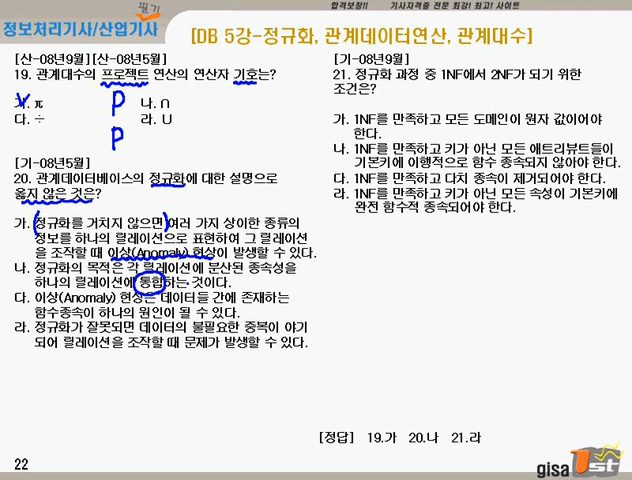 합격보장!! 기사자격증 전문 최강! 최고! 사이트
필기
정보처리기사/산업기사
[DB 5강-정규화, 관계데이터연산, 관계대수]
[산-08년9월][산-08년5월]
19. 관계대수의 프로젝트 연산의 연산자 기호는?
가. π 나. ∩
다. ÷ 라. ∪
p
p
[기-08년5월]
20. 관계데이터베이스의 정규화에 대한 설명으로
옳지 않은 것은?
가. 정규화를 거치지 않으면 여러 가지 상이한 종류의
정보를 하나의 릴레이션으로 표현하여 그 릴레이션
을 조작할 때 이상(Anomaly) 현상이 발생할 수 있다.
나. 정규화의 목적은 각 릴레이션에 분산된 종속성을
하나의 릴레이션에 통합하는 것이다.
다. 이상(Anomaly) 현상은 데이터들 간에 존재하는
함수종속이 하나의 원인이 될 수 있다.
라. 정규화가 잘못되면 데이터의 불필요한 중복이 야기
되어 릴레이션을 조작할 때 문제가 발생할 수 있다.
[기-08년9월]
21. 정규화 과정 중 1NF에서 2NF가 되기 위한
조건은?
가. 1NF를 만족하고 모든 도메인이 원자 값이어야
한다.
나. 1NF를 만족하고 키가 아닌 모든 애트리뷰트들이
기본키에 이행적으로 함수 종속되지 않아야 한다.
다. 1NF를 만족하고 다치 종속이 제거되어야 한다.
라. 1NF를 만족하고 키가 아닌 모든 속성이 기본키에
완전 함수적 종속되어야 한다.
[정답] 19.가 20.나 21.라
22
gisa 1st